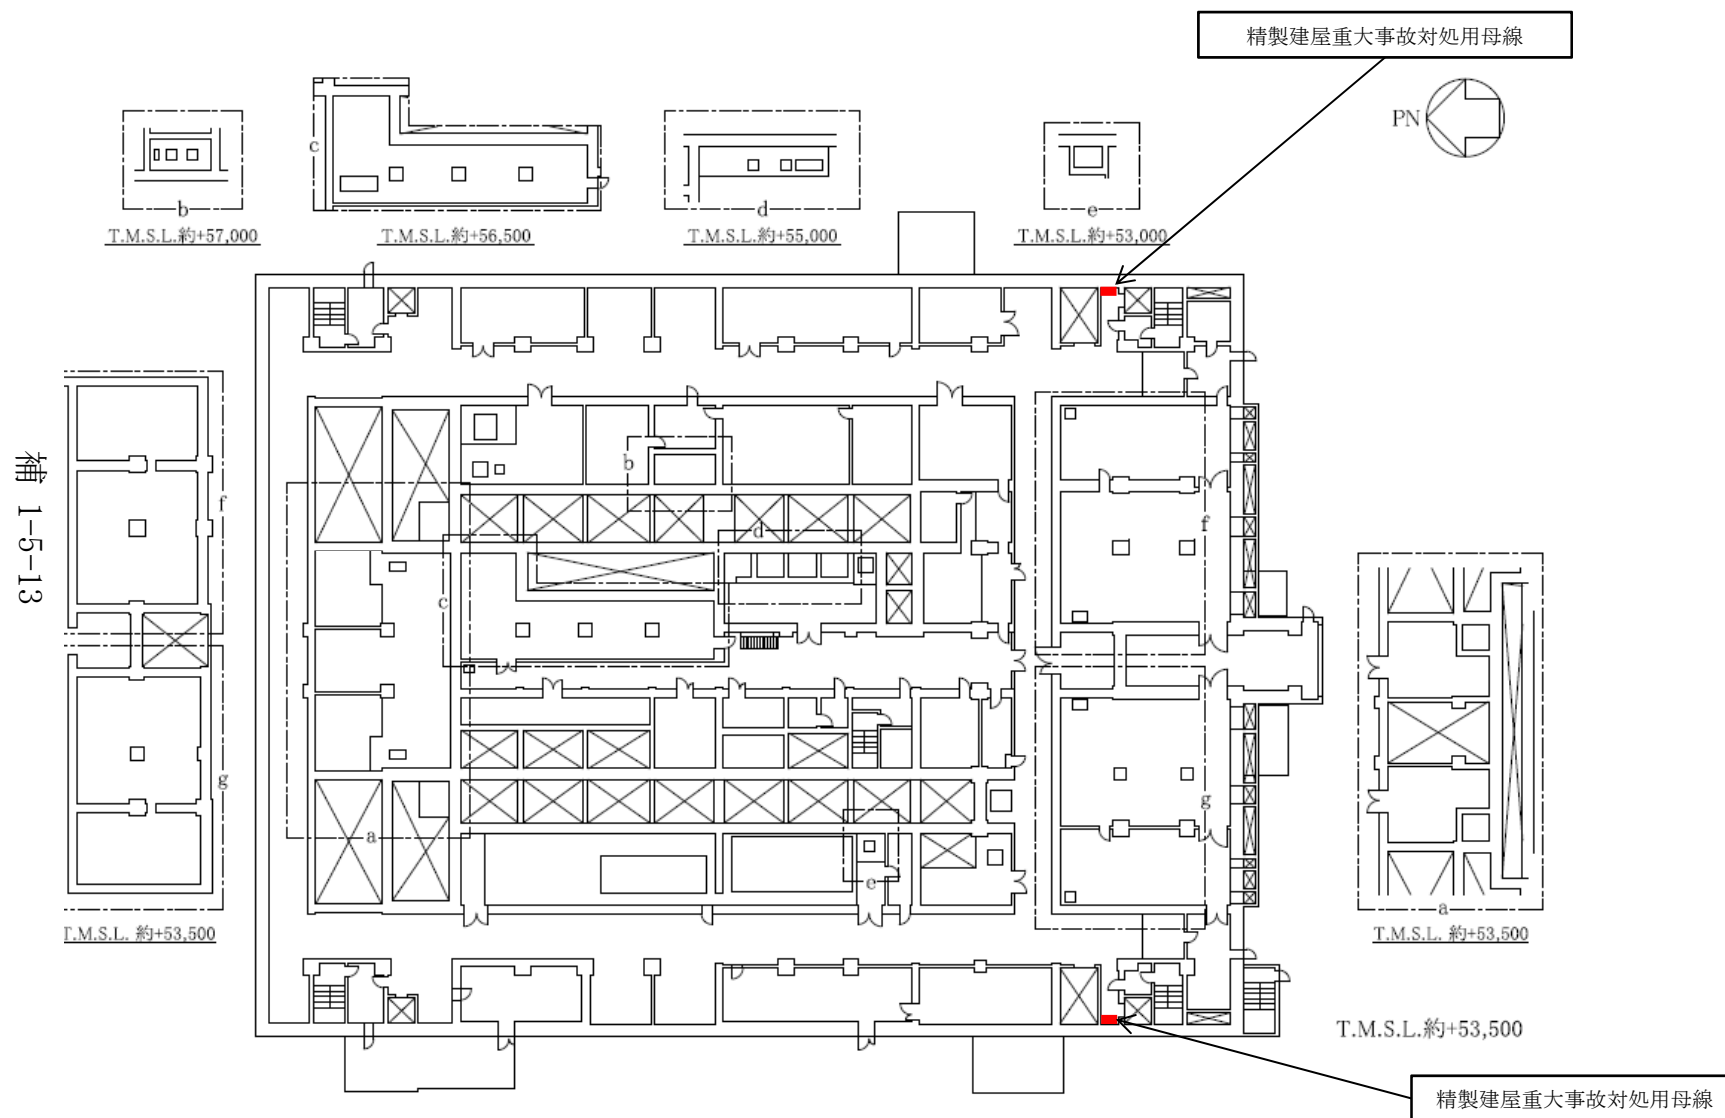 精製建屋重大事故対処用母線
PN
c
b
d
e
T.M.S.L.約+57,000
T.M.S.L.約+56,500
T.M.S.L.約+55,000
T.M.S.L.約+53,000
補 1-5-13
f
g
T.M.S.L. 約+53,500
b
d
c
f
a
e
g
a
T.M.S.L. 約+53,500
T.M.S.L.約+53,500
精製建屋重大事故対処用母線